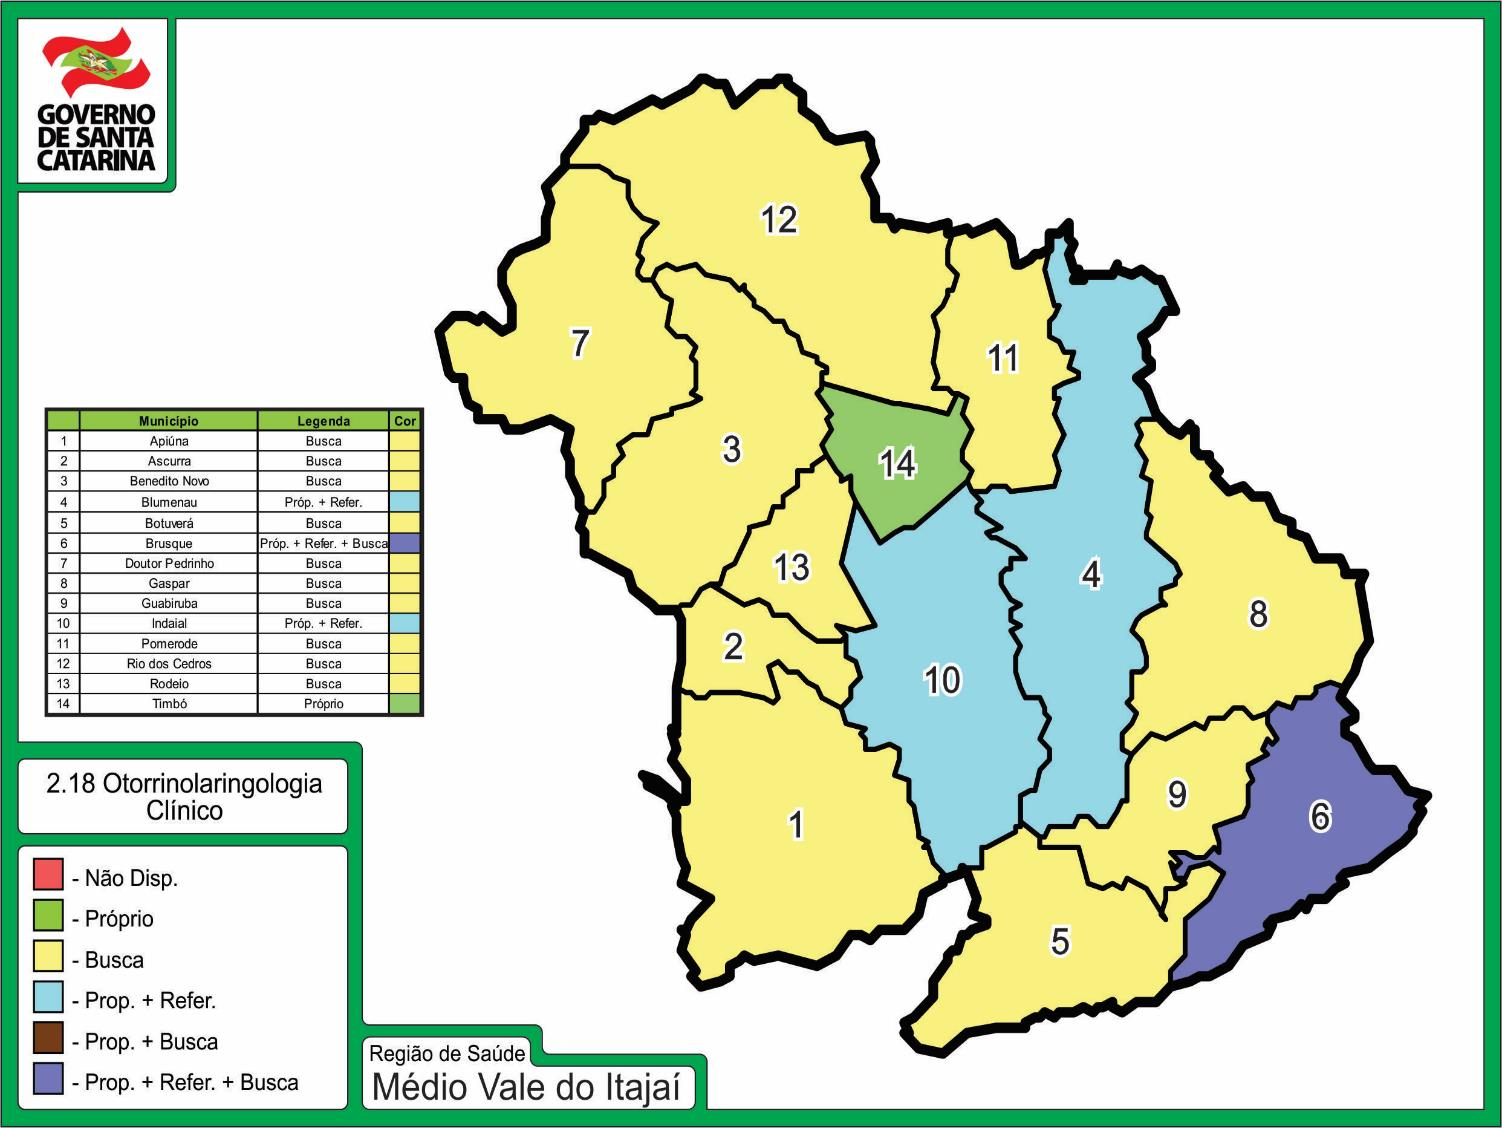 GOVERNO
DE SANTA
CATARINA
12
7
11
3
14
13
4
8
2
10
9
6
1
5
Município Legenda Cor
1 Apiúna Busca
2 Ascurra Busca
3 Benedito Novo Busca
4 Blumenau Próp. + Refer.
5 Botuverá Busca
6 Brusque Próp. + Refer. + Busca
7 Doutor Pedrinho Busca
8 Gaspar Busca
9 Guabiruba Busca
10 Indaial Próp. + Refer.
11 Pomerode Busca
12 Rio dos Cedros Busca
13 Rodeio Busca
14 Timbó Próprio
2.18 Otorrinolaringologia
Clínico
- Não Disp.
- Próprio
- Busca
- Prop. + Refer.
- Prop. + Busca
- Prop. + Refer. + Busca
Região de Saúde
Médio Vale do Itajaí